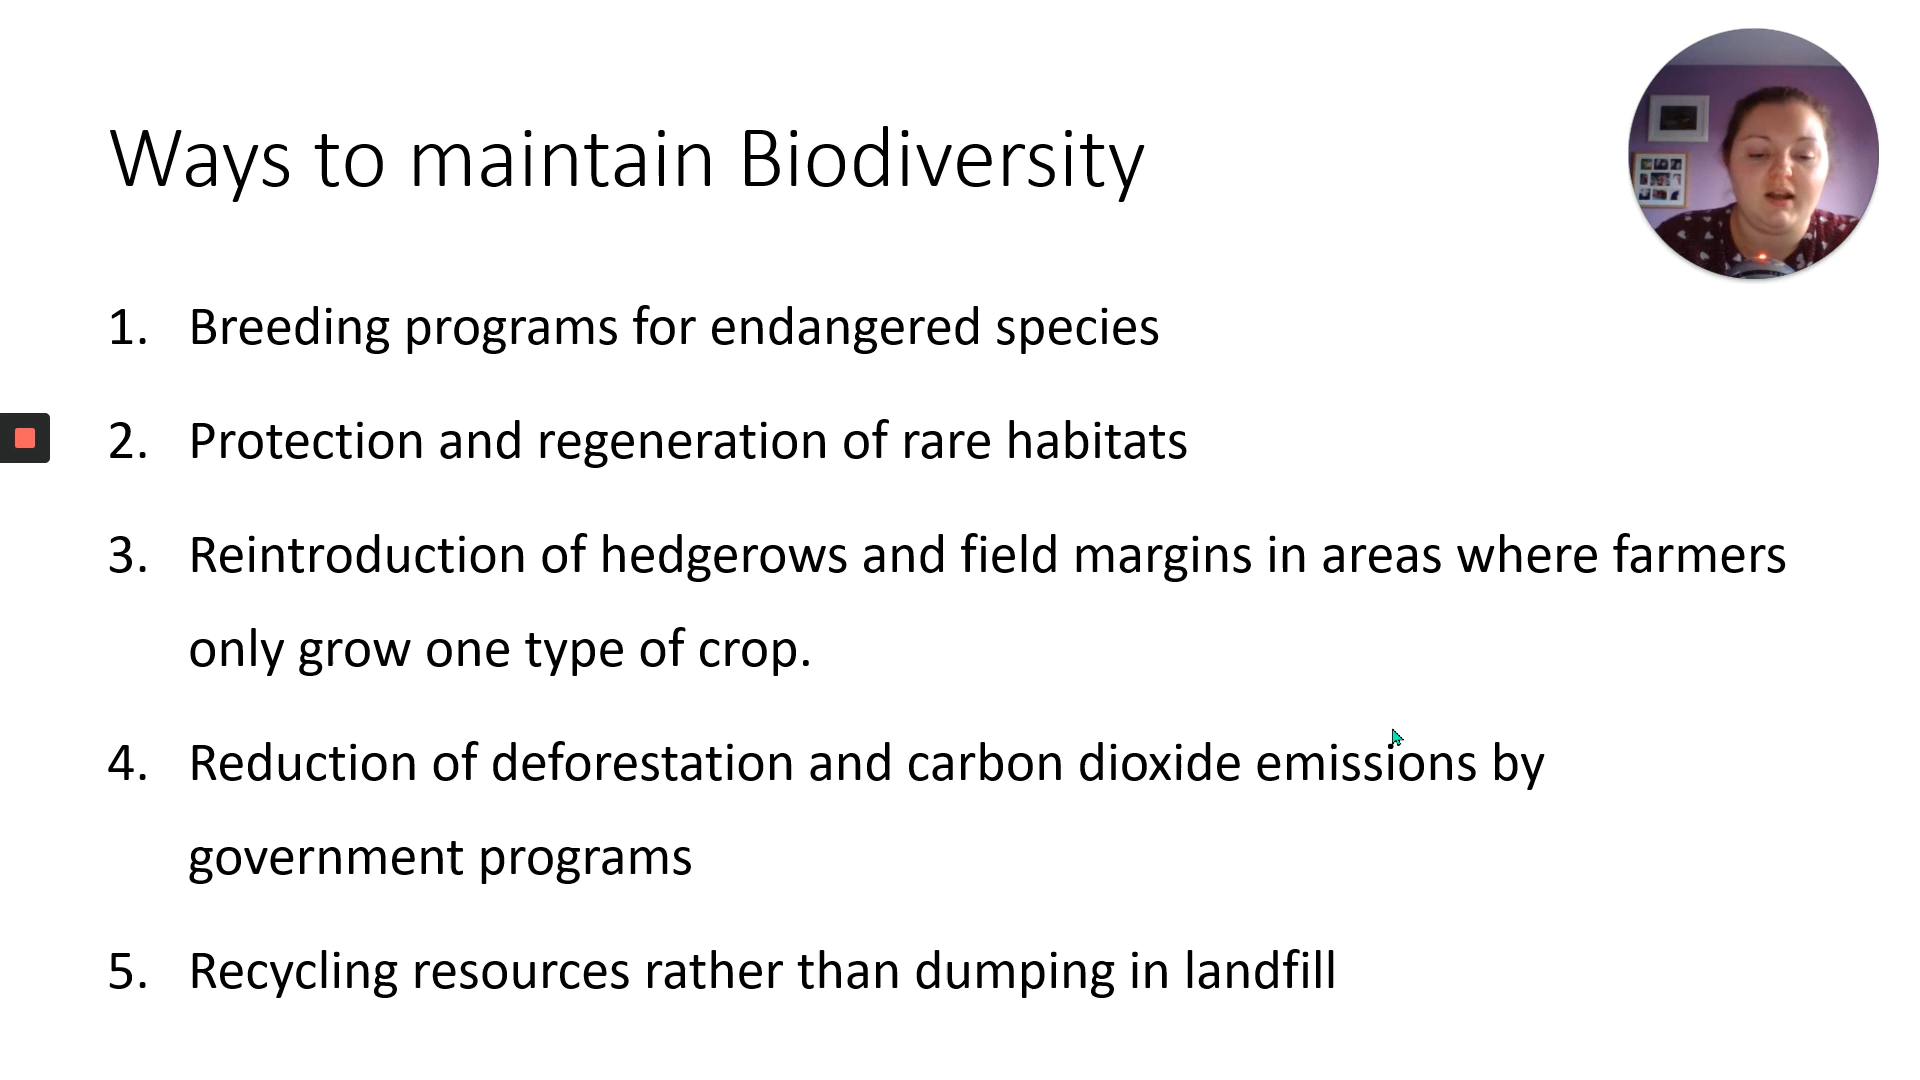 Ways to maintain Biodiversity
1. Breeding programs for endangered species
2. Protection and regeneration of rare habitats
3. Reintroduction of hedgerows and field margins in areas where farmers
only grow one type of crop.
4. Reduction of deforestation and carbon dioxide emissions by
government programs
5. Recycling resources rather than dumping in landfill